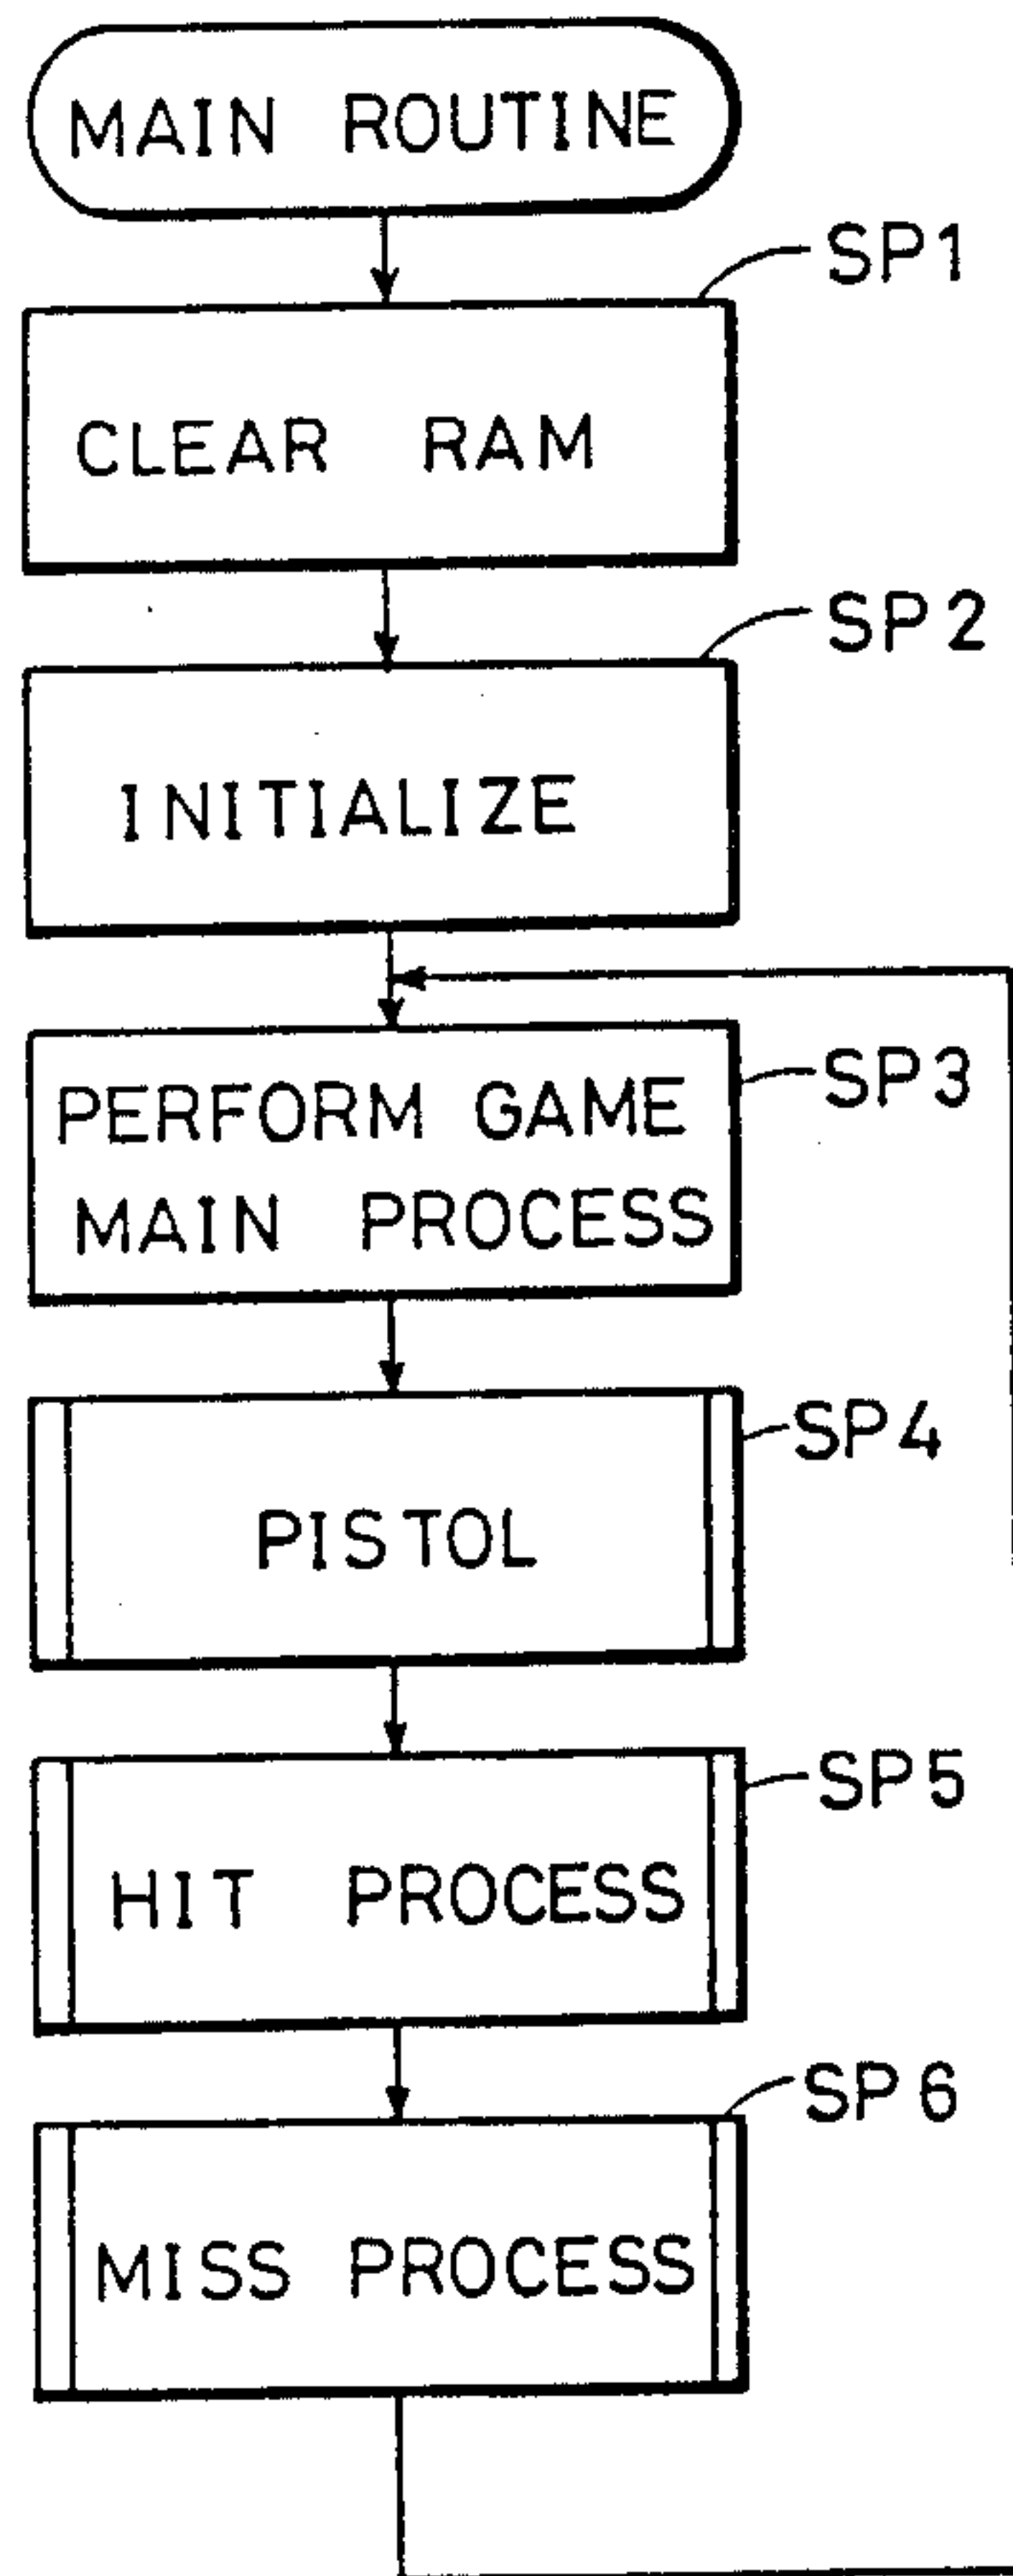 MAIN ROUTINE
SP1
CLEAR RAM
SP2
INITIALIZE
SP3
PERFORM GAME
MAIN PROCESS
SP4
PISTOL
SP5
HIT PROCESS
SP6
MISS PROCESS